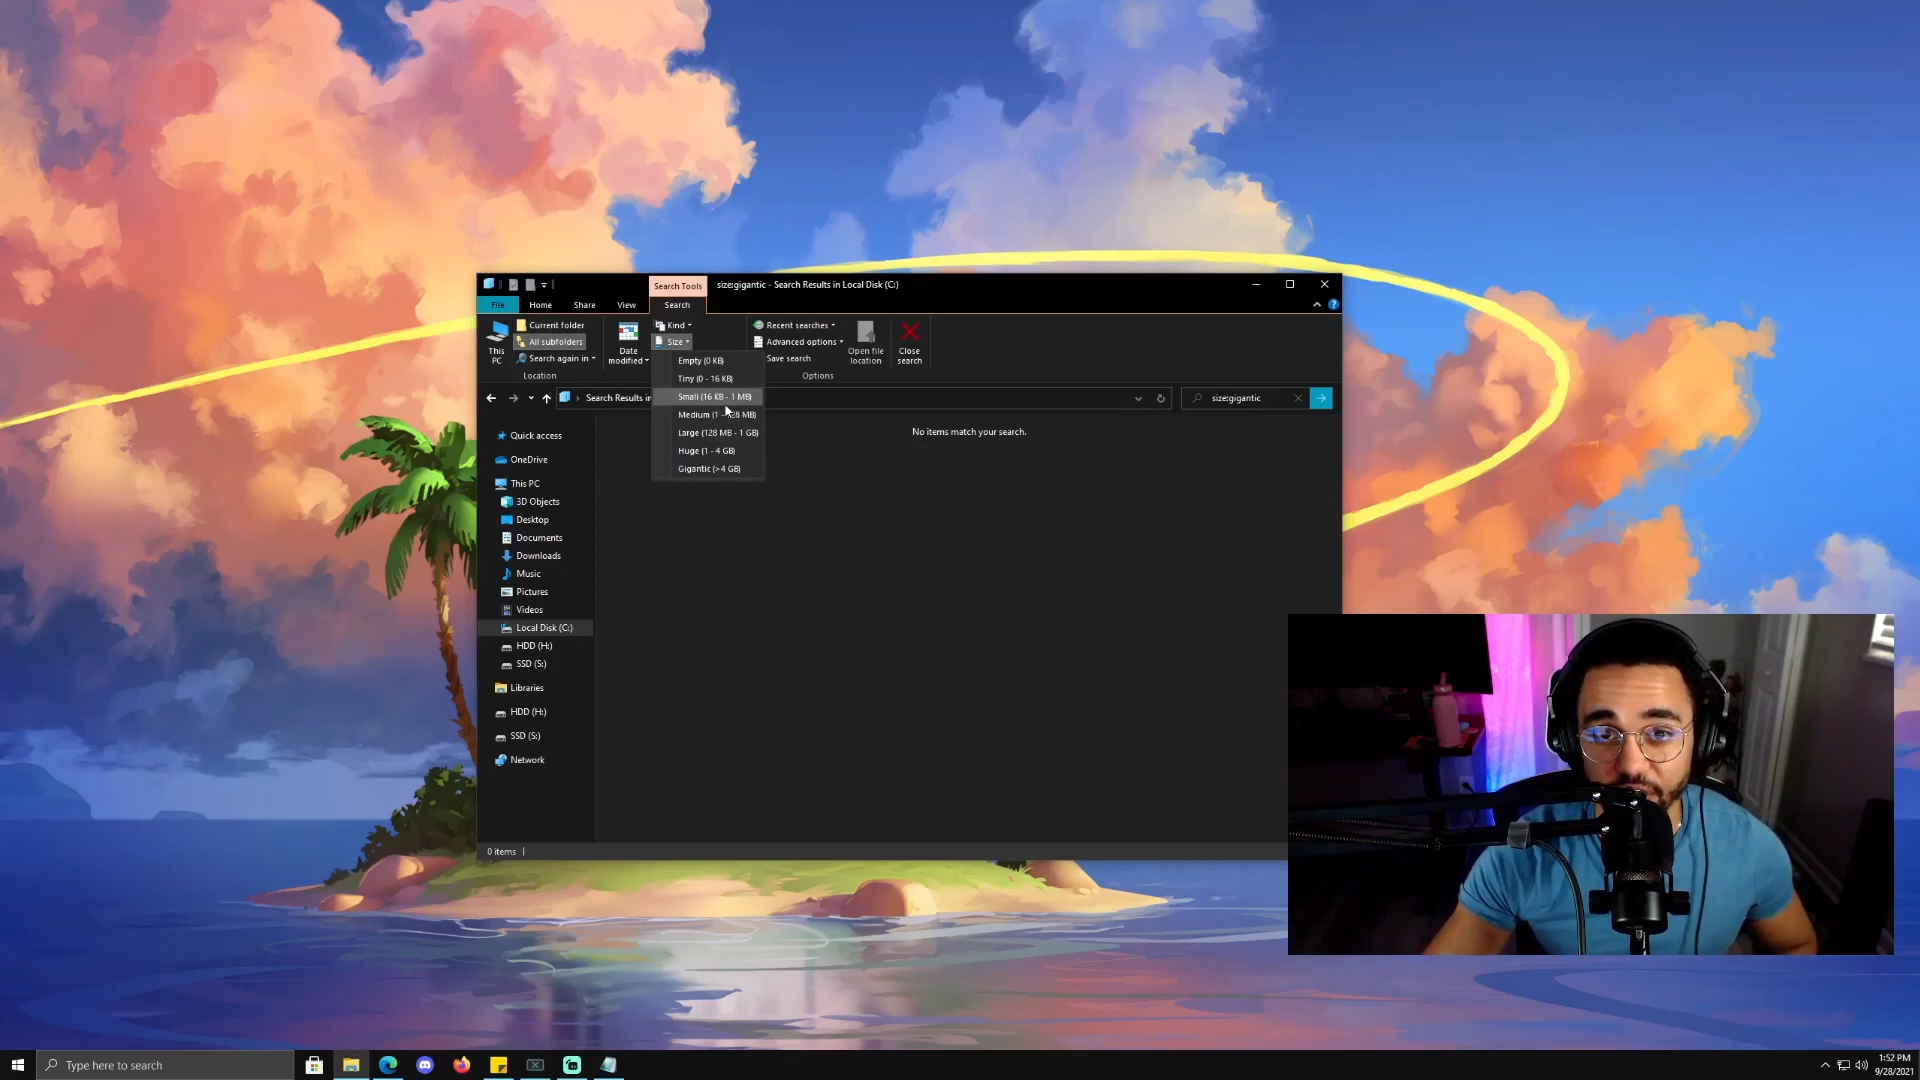 Search Tools
size:gigantic - Search Results in Local Disk (C:)
File
Home
Share
View
Search
This PC
Current folder
All subfolders
Search again in
Location
Date modified
Kind
Size
Recent searches
Advanced options
Save search
Options
Open file location
Close search
Empty (0 KB)
Tiny (0 - 16 KB)
Small (16 KB - 1 MB)
Medium (1 - 128 MB)
Large (128 MB - 1 GB)
Huge (1 - 4 GB)
Gigantic (>4 GB)
Search Results in
size:gigantic
No items match your search.
Quick access
OneDrive
This PC
3D Objects
Desktop
Documents
Downloads
Music
Pictures
Videos
Local Disk (C:)
HDD (H:)
SSD (S:)
Libraries
HDD (H:)
SSD (S:)
Network
0 items
Type here to search
1:52 PM
9/28/2021